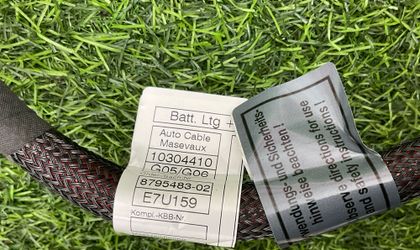 Batt. Ltg +
Auto Cable
Masevaux
10304410
G05/G06
8795483-02
E7U159
Kompl.-KBB-Nr
wendungs- und Sicherheits-
hinweise beachten !
bserve directions for use
and safety instructions !